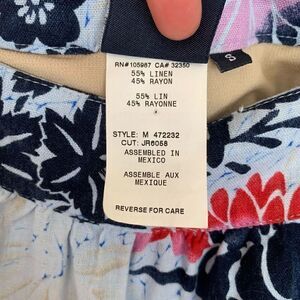 RN#105987 CA# 32350
55% LINEN
45% RAYON
55% LIN
45% RAYONNE
STYLE: M 472232
CUT: JR6058
ASSEMBLED IN
MEXICO
ASSEMBLE AUX
MEXIQUE
REVERSE FOR CARE